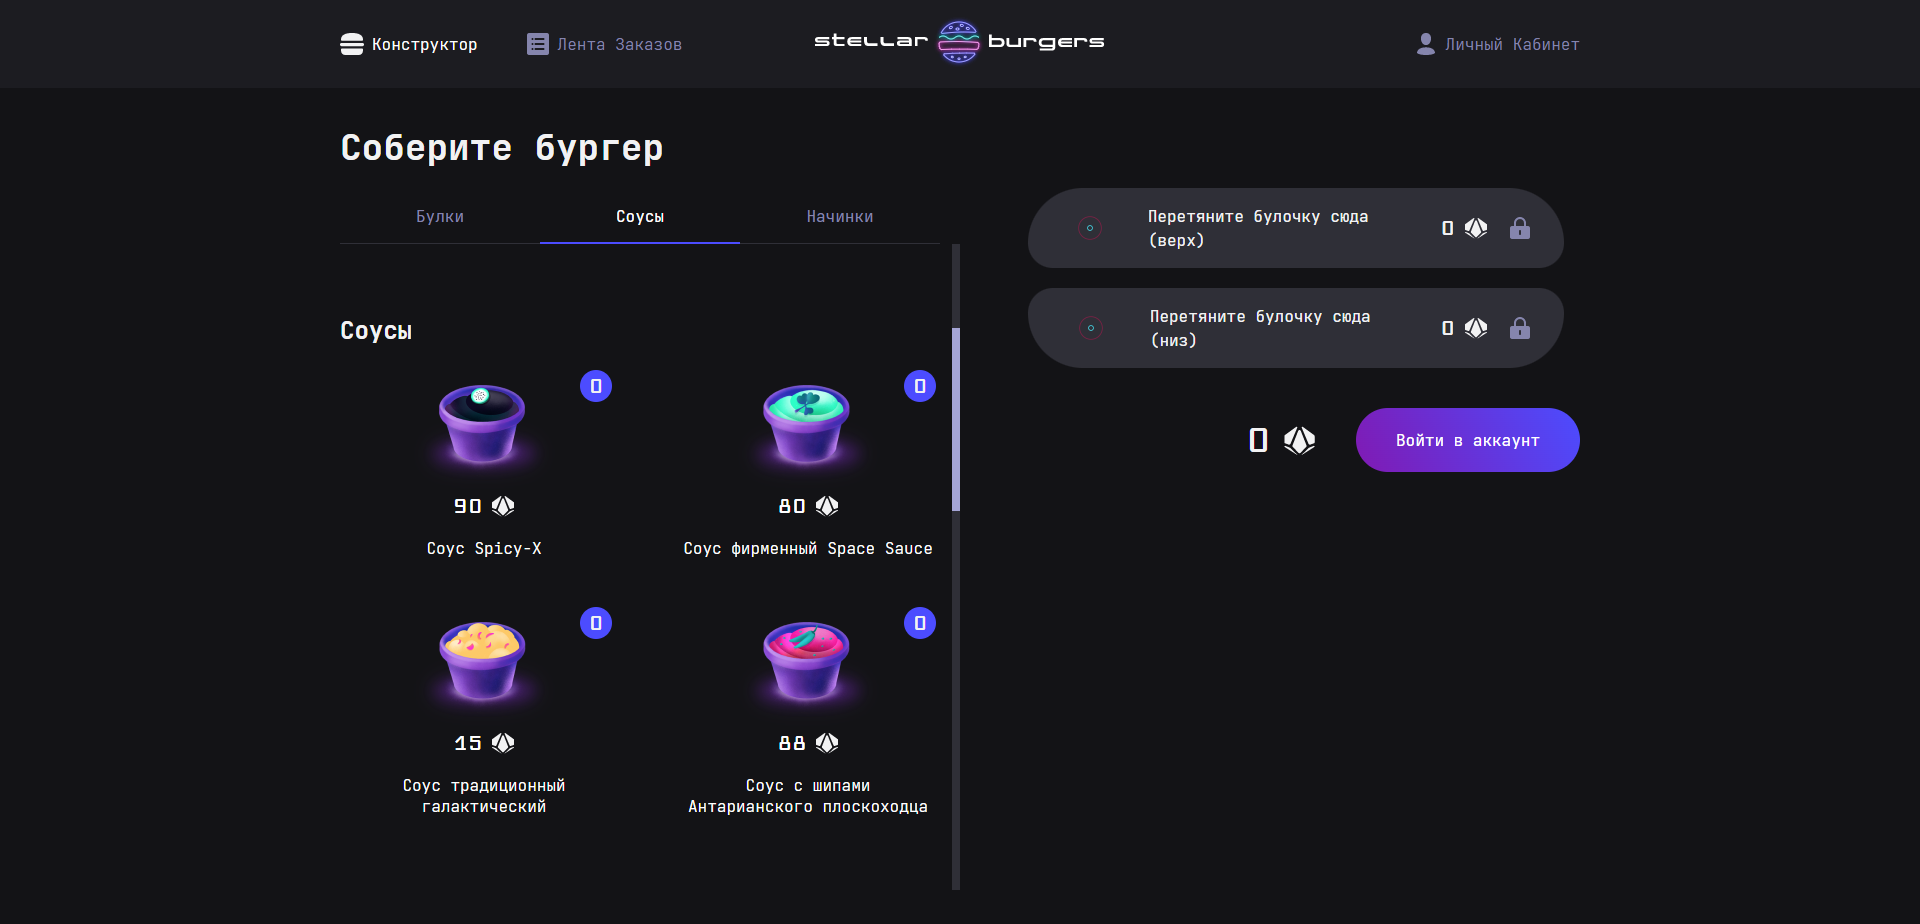 Конструктор
Лента Заказов
stellar burgers
Личный Кабинет
Соберите бургер
Булки
Соусы
Начинки
Соусы
0
0
90
80
Соус Spicy-X
Соус фирменный Space Sauce
0
0
15
88
Соус традиционный
галактический
Соус с шипами
Антарианского плоскоходца
Перетяните булочку сюда
(верх)
0
Перетяните булочку сюда
(низ)
0
0
Войти в аккаунт